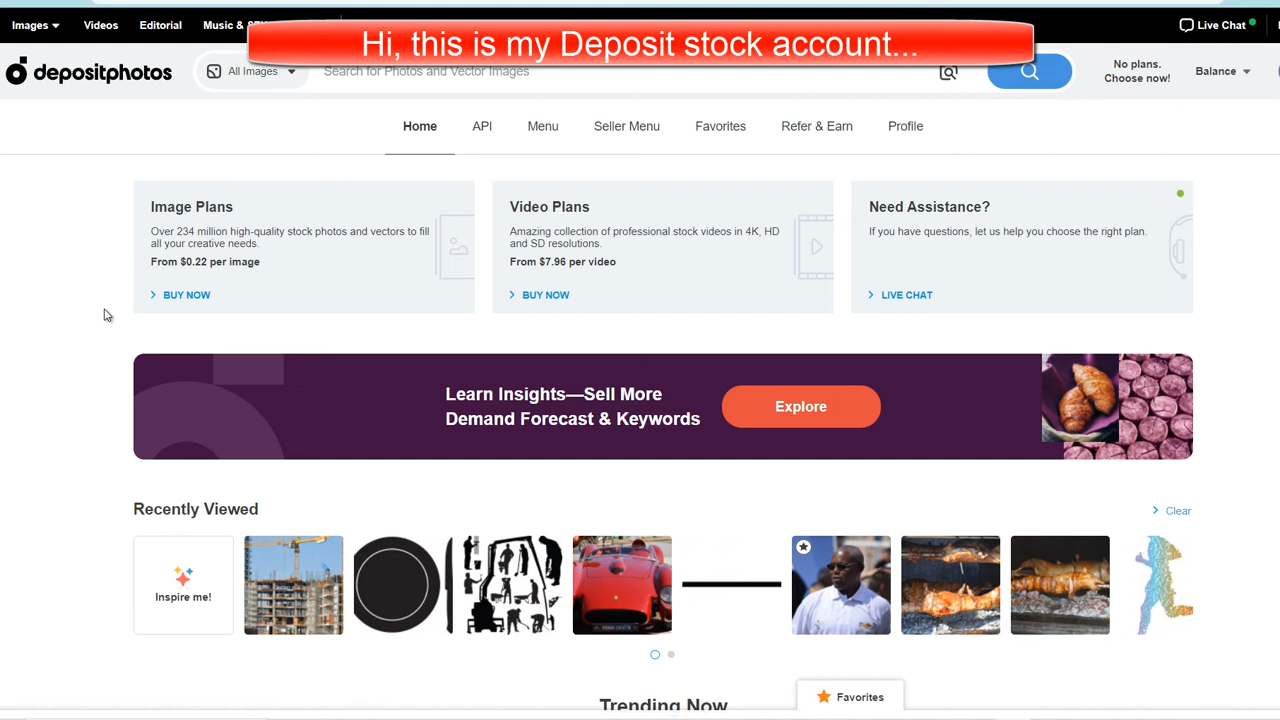 Images
Videos
Editorial
Music &
Live Chat
Hi, this is my Deposit stock account...
depositphotos
All Images
Search for Photos and Vector Images
No plans.
Choose now!
Balance
Home
API
Menu
Seller Menu
Favorites
Refer & Earn
Profile
Image Plans
Over 234 million high-quality stock photos and vectors to fill
all your creative needs.
From $0.22 per image
BUY NOW
Video Plans
Amazing collection of professional stock videos in 4K, HD
and SD resolutions.
From $7.96 per video
BUY NOW
Need Assistance?
If you have questions, let us help you choose the right plan.
LIVE CHAT
Learn Insights—Sell More
Demand Forecast & Keywords
Explore
Recently Viewed
Clear
Inspire me!
Trending Now
Favorites